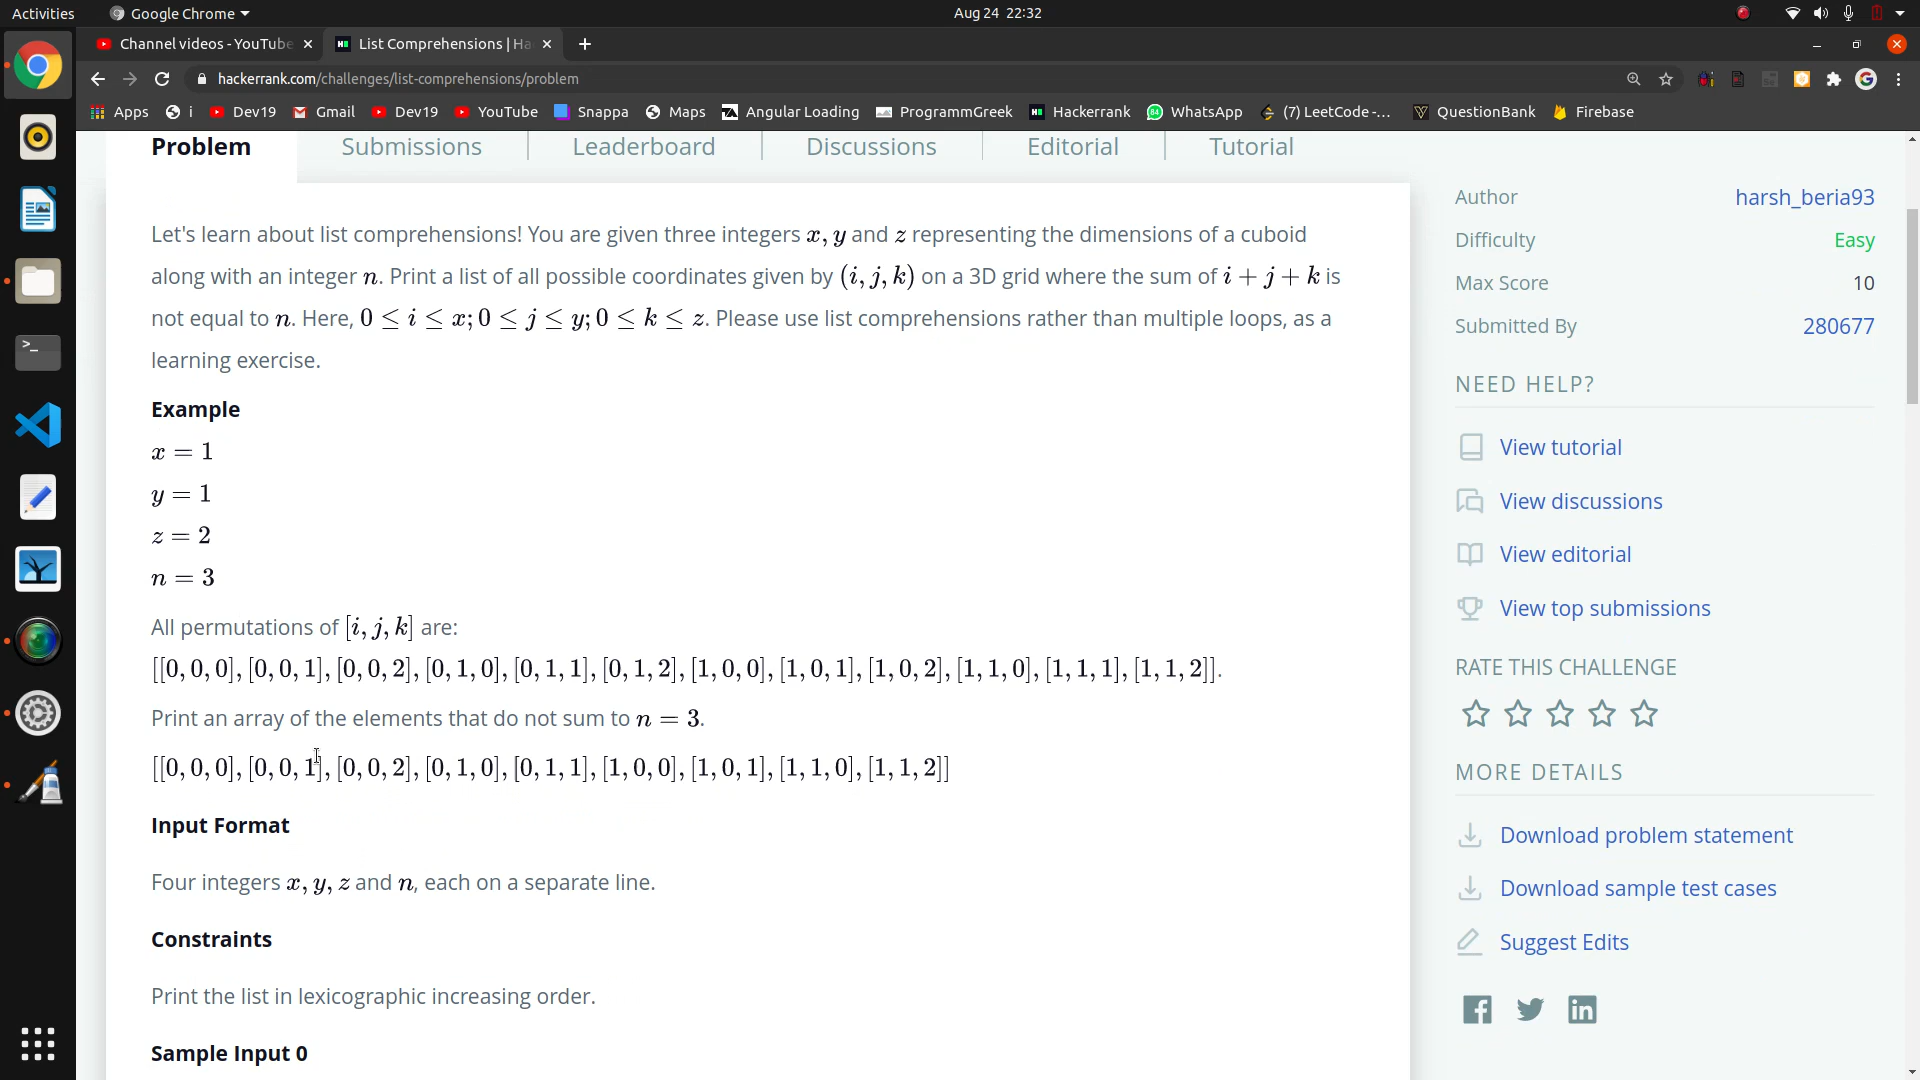 Activities Google Chrome Aug 24 22:32
Channel videos - YouTube List Comprehensions | Ha
hackerrank.com/challenges/list-comprehensions/problem
Apps i Dev19 Gmail Dev19 YouTube Snappa Maps Angular Loading ProgrammGreek Hackerrank WhatsApp (7) LeetCode -... QuestionBank Firebase
Problem Submissions Leaderboard Discussions Editorial Tutorial
Let's learn about list comprehensions! You are given three integers x, y and z representing the dimensions of a cuboid
along with an integer n. Print a list of all possible coordinates given by (i, j, k) on a 3D grid where the sum of i + j + k is
not equal to n. Here, 0 ≤ i ≤ x; 0 ≤ j ≤ y; 0 ≤ k ≤ z. Please use list comprehensions rather than multiple loops, as a
learning exercise.
Example
x = 1
y = 1
z = 2
n = 3
All permutations of [i, j, k] are:
[[0, 0, 0], [0, 0, 1], [0, 0, 2], [0, 1, 0], [0, 1, 1], [0, 1, 2], [1, 0, 0], [1, 0, 1], [1, 0, 2], [1, 1, 0], [1, 1, 1], [1, 1, 2]].
Print an array of the elements that do not sum to n = 3.
[[0, 0, 0], [0, 0, 1], [0, 0, 2], [0, 1, 0], [0, 1, 1], [1, 0, 0], [1, 0, 1], [1, 1, 0], [1, 1, 2]]
Input Format
Four integers x, y, z and n, each on a separate line.
Constraints
Print the list in lexicographic increasing order.
Sample Input 0
Author harsh_beria93
Difficulty Easy
Max Score 10
Submitted By 280677
NEED HELP?
View tutorial
View discussions
View editorial
View top submissions
RATE THIS CHALLENGE
MORE DETAILS
Download problem statement
Download sample test cases
Suggest Edits